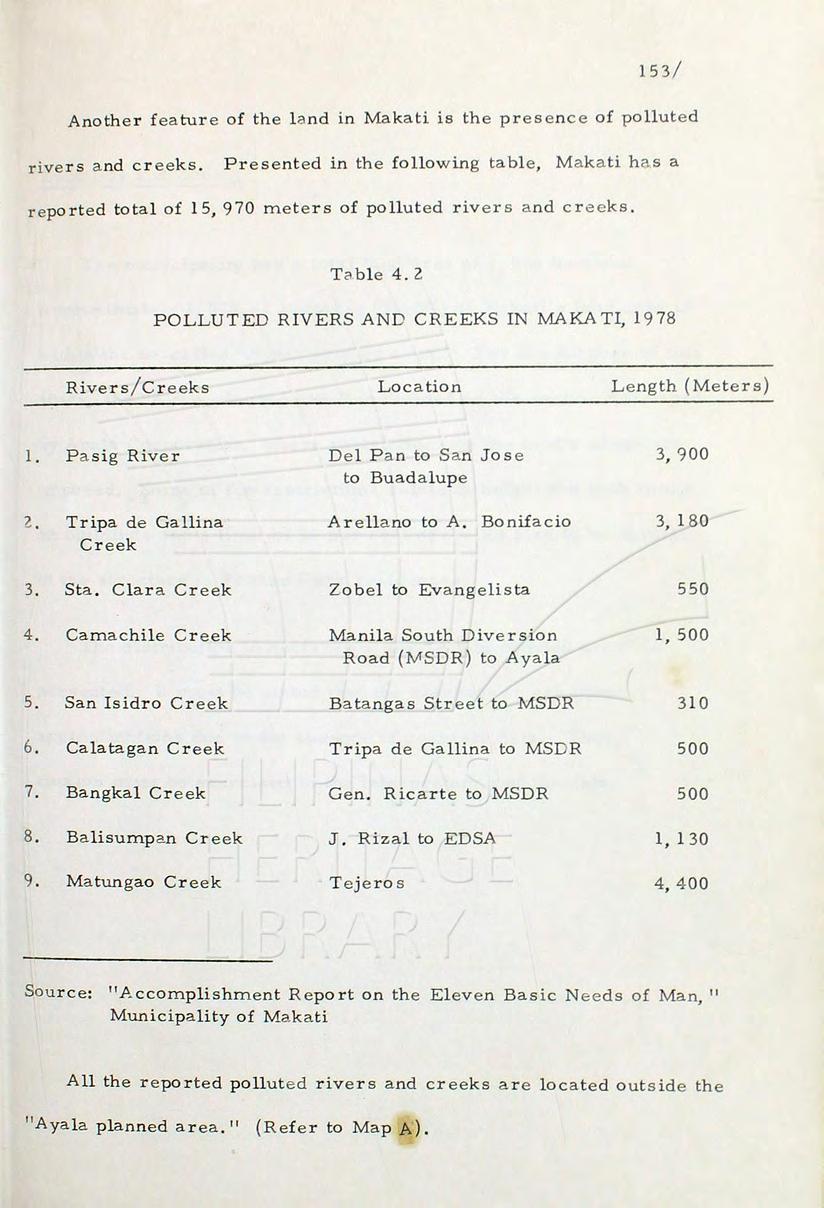 153/
Another feature of the land in Makati is the presence of polluted
rivers and creeks. Presented in the following table, Makati has a
reported total of 15, 970 meters of polluted rivers and creeks.
Table 4. 2
POLLUTED RIVERS AND CREEKS IN MAKATI, 1978
Rivers/Creeks Location Length (Meters)
1. Pasig River Del Pan to San Jose 3, 900
to Buadalupe
2. Tripa de Gallina Arellano to A. Bonifacio 3, 180
Creek
3. Sta. Clara Creek Zobel to Evangelista 550
4. Camachile Creek Manila South Diversion 1, 500
Road (MSDR) to Ayala
5. San Isidro Creek Batangas Street to MSDR 310
6. Calatagan Creek Tripa de Gallina to MSDR 500
7. Bangkal Creek Gen. Ricarte to MSDR 500
8. Balisumpan Creek J. Rizal to EDSA 1, 130
9. Matungao Creek Tejeros 4, 400
FILIPINAS
HERITAGE
LIBRARY
Source: "Accomplishment Report on the Eleven Basic Needs of Man, "
Municipality of Makati
All the reported polluted rivers and creeks are located outside the
"Ayala planned area." (Refer to Map A).